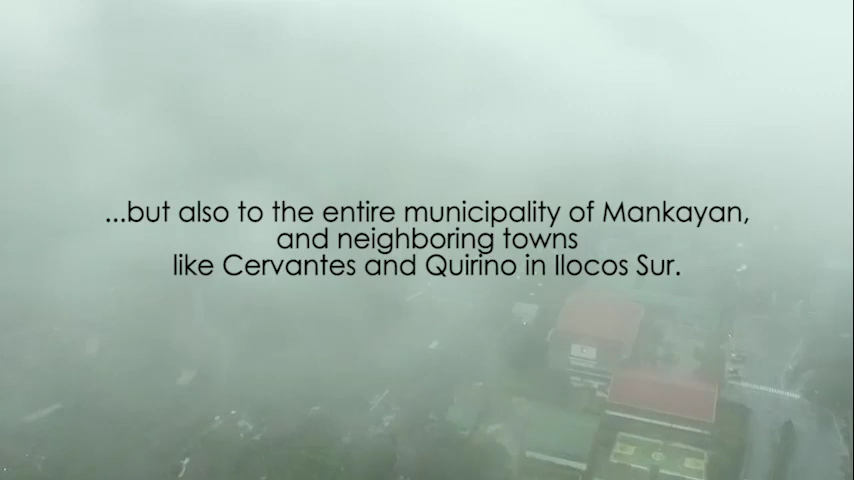 ...but also to the entire municipality of Mankayan,
and neighboring towns
like Cervantes and Quirino in Ilocos Sur.